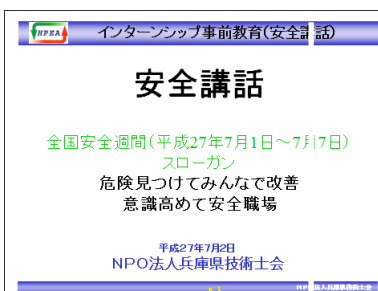 HPEA
インターンシップ事前教育(安全講話)
安全講話
全国安全週間(平成27年7月1日～7月7日)
スローガン
危険見つけてみんなで改善
意識高めて安全職場
平成27年7月2日
NPO法人兵庫県技術士会
NPO法人兵庫県技術士会